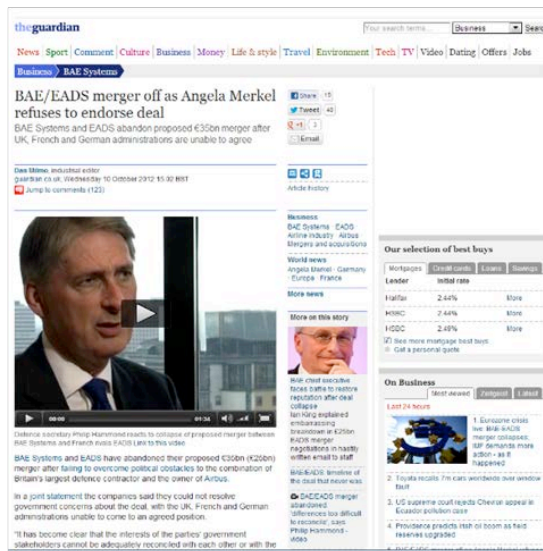 theguardian
Your search terms... Business Searc
News Sport Comment Culture Business Money Life & style Travel Environment Tech TV Video Dating Offers Jobs
Business BAE Systems
BAE/EADS merger off as Angela Merkel
refuses to endorse deal
BAE Systems and EADS abandon proposed €35bn merger after
UK, French and German administrations are unable to agree
Dan Milmo, industrial editor
guardian.co.uk, Wednesday 10 October 2012 15.02 BST
Jump to comments (123)
00:00 01:34
Defence secretary Philip Hammond reacts to collapse of proposed merger between
BAE Systems and French rivals EADS Link to this video
BAE Systems and EADS have abandoned their proposed €35bn (£25bn)
merger after failing to overcome political obstacles to the combination of
Britain's largest defence contractor and the owner of Airbus.
In a joint statement the companies said they could not resolve
government concerns about the deal, with the UK, French and German
administrations unable to come to an agreed position.
"It has become clear that the interests of the parties' government
stakeholders cannot be adequately reconciled with each other or with the
Share 15
Tweet 40
+1 3
Email
Article history
Business
BAE Systems · EADS ·
Airline industry · Airbus ·
Mergers and acquisitions
World news
Angela Merkel · Germany
· Europe · France
More news
More on this story
BAE chief executive
faces battle to restore
reputation after deal
collapse
Ian King explained
embarrassing
breakdown in £25bn
EADS merger
negotiations in hastily
written email to staff
BAE/EADS: timeline of
the deal that never was
BAE/EADS merger
abandoned:
'differences too difficult
to reconcile', says
Philip Hammond -
video
Our selection of best buys
Mortgages Credit cards Loans Savings
Lender Initial rate
Halifax 2.44% More
HSBC 2.44% More
HSBC 2.49% More
See more mortgage best buys
Get a personal quote
On Business
Most viewed Zeitgeist Latest
Last 24 hours
1. Eurozone crisis
live: BAE-EADS
merger collapses;
IMF demands more
action - as it
happened
2. Toyota recalls 7m cars worldwide over window
fault
3. US supreme court rejects Chevron appeal in
Ecuador pollution case
4. Providence predicts Irish oil boom as field
reserves upgraded